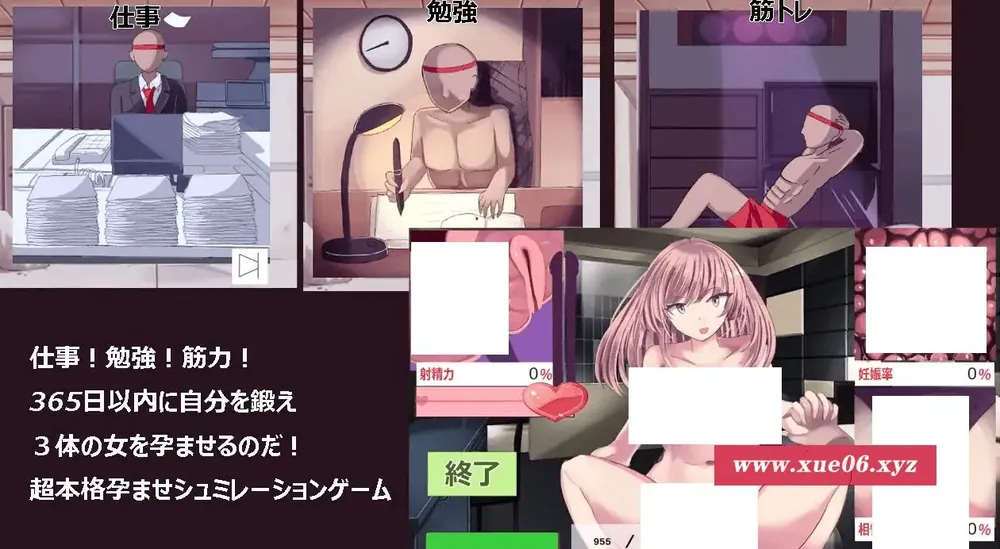 仕事
勉強
筋トレ
仕事！勉強！筋力！
365日以内に自分を鍛え
３体の女を孕ませるのだ！
超本格孕ませシュミレーションゲーム
射精力 0%
妊娠率 0%
終了
www.xue06.xyz
955 /
相 0%